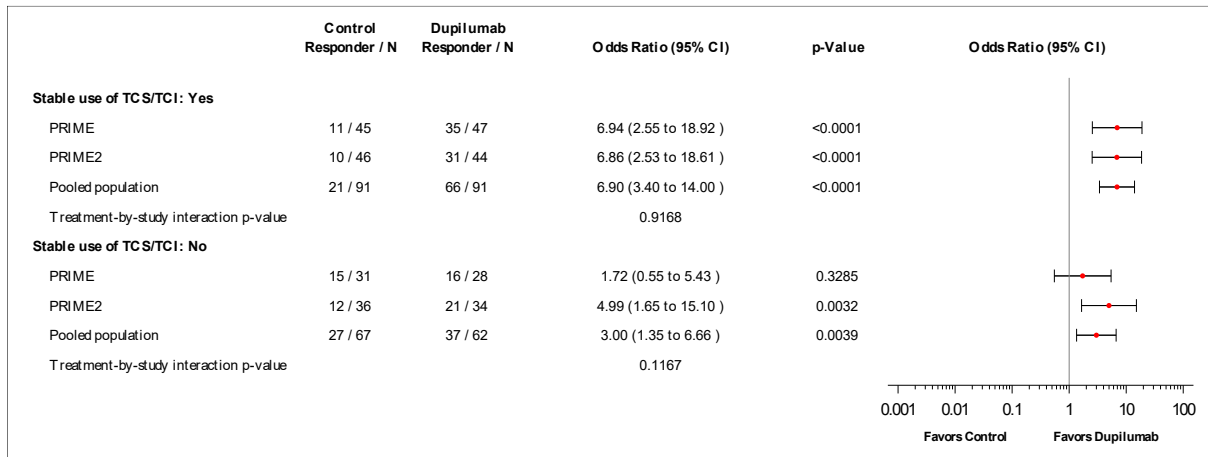 Control Dupilumab
Responder / N Responder / N Odds Ratio (95% CI) p-Value Odds Ratio (95% CI)
Stable use of TCS/TCI: Yes
PRIME 11 / 45 35 / 47 6.94 (2.55 to 18.92 ) <0.0001
PRIME2 10 / 46 31 / 44 6.86 (2.53 to 18.61 ) <0.0001
Pooled population 21 / 91 66 / 91 6.90 (3.40 to 14.00 ) <0.0001
Treatment-by-study interaction p-value 0.9168
Stable use of TCS/TCI: No
PRIME 15 / 31 16 / 28 1.72 (0.55 to 5.43 ) 0.3285
PRIME2 12 / 36 21 / 34 4.99 (1.65 to 15.10 ) 0.0032
Pooled population 27 / 67 37 / 62 3.00 (1.35 to 6.66 ) 0.0039
Treatment-by-study interaction p-value 0.1167
0.001 0.01 0.1 1 10 100
Favors Control Favors Dupilumab